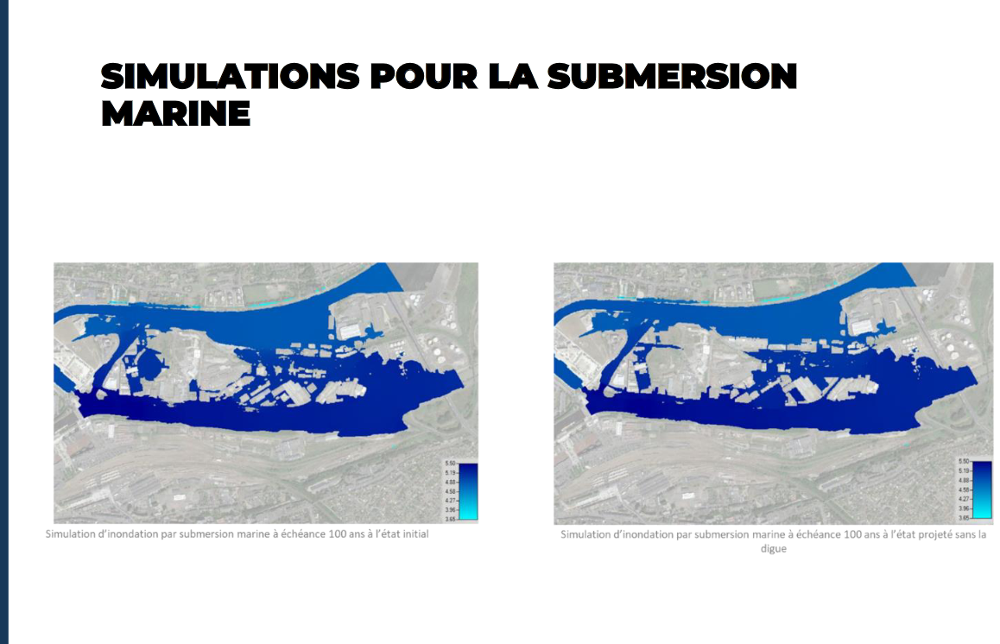 SIMULATIONS POUR LA SUBMERSION
MARINE
5.50
5.19
4.88
4.58
4.27
3.96
3.65
Simulation d'inondation par submersion marine à échéance 100 ans à l'état initial
5.50
5.19
4.88
4.58
4.27
3.96
3.65
Simulation d'inondation par submersion marine à échéance 100 ans à l'état projeté sans la
digue